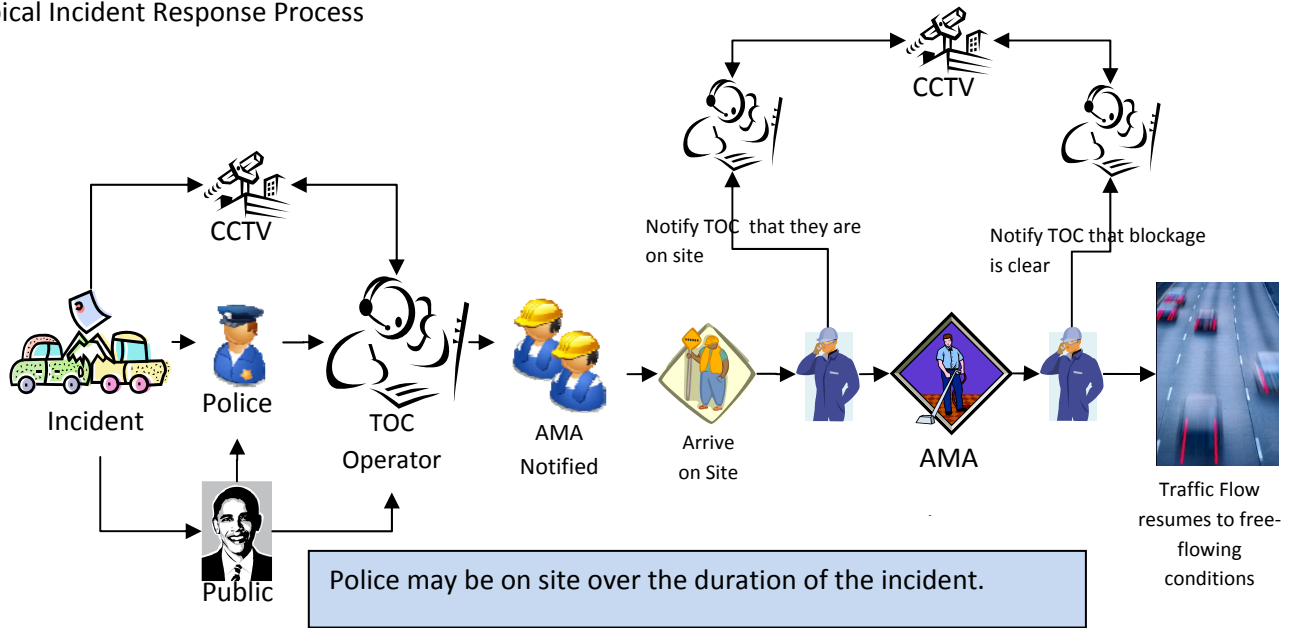 Incident Response Process
CCTV
CCTV
Notify TOC that they are
on site
Notify TOC that blockage
is clear
Incident
Police
TOC
Operator
AMA
Notified
Arrive
on Site
AMA
Traffic Flow
resumes to free-
flowing
conditions
Public
Police may be on site over the duration of the incident.